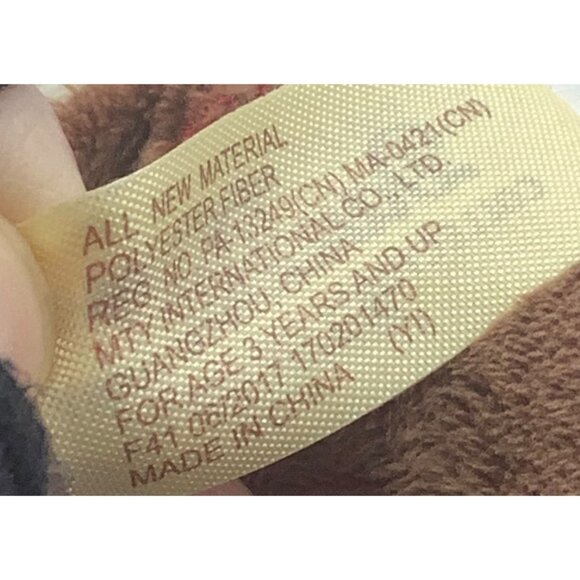 ALL NEW MATERIAL
POLYESTER FIBER
REG NO. PA-13249(CN) MA-0421(CN)
MTY INTERNATIONAL CO., LTD.
GUANGZHOU, CHINA
FOR AGE 3 YEARS AND UP
F41 06/2017 170201470
MADE IN CHINA (YI)